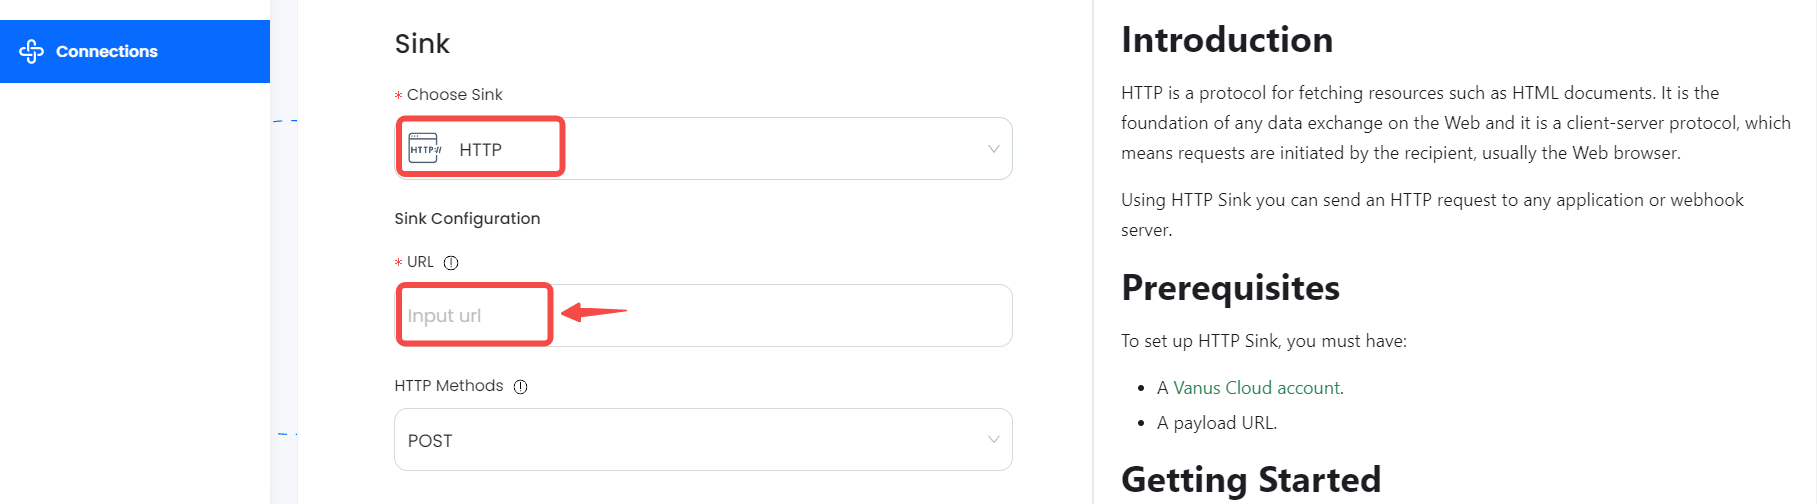 Connections
Sink
* Choose Sink
HTTP:// HTTP
Sink Configuration
* URL
Input url
HTTP Methods
POST
Introduction
HTTP is a protocol for fetching resources such as HTML documents. It is the
foundation of any data exchange on the Web and it is a client-server protocol, which
means requests are initiated by the recipient, usually the Web browser.
Using HTTP Sink you can send an HTTP request to any application or webhook
server.
Prerequisites
To set up HTTP Sink, you must have:
• A Vanus Cloud account.
• A payload URL.
Getting Started